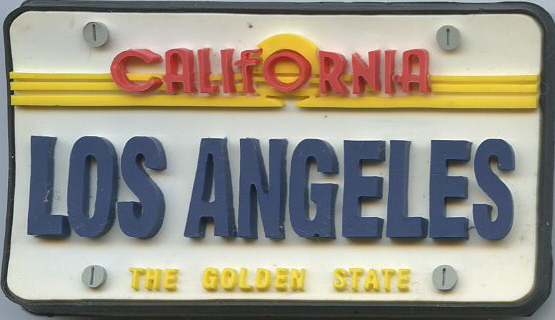 CALIFORNIA
LOS ANGELES
THE GOLDEN STATE